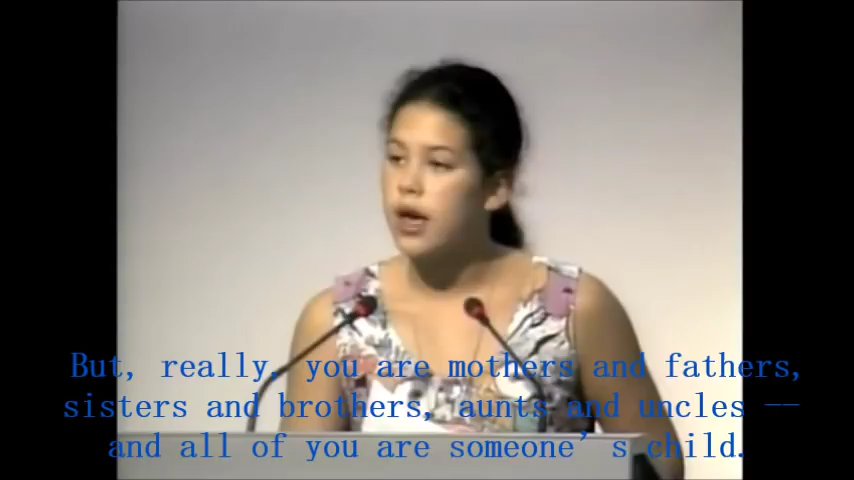 But, really, you are mothers and fathers,
sisters and brothers, aunts and uncles --
and all of you are someone’s child.